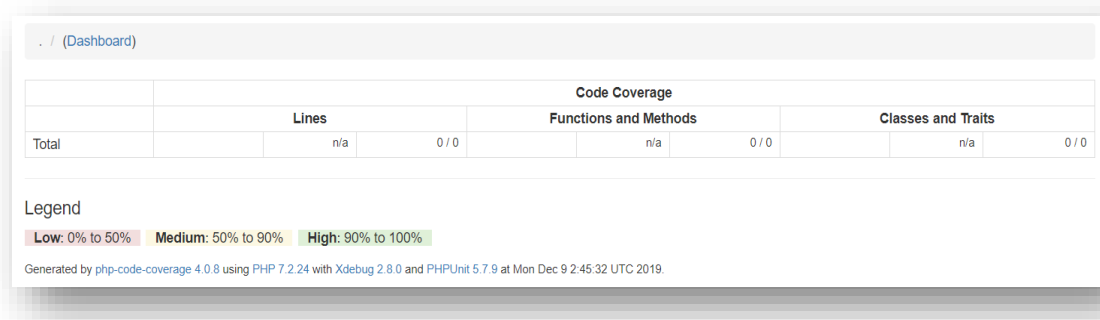 . / (Dashboard)
Code Coverage
Lines Functions and Methods Classes and Traits
Total n/a 0 / 0 n/a 0 / 0 n/a 0 / 0
Legend
Low: 0% to 50% Medium: 50% to 90% High: 90% to 100%
Generated by php-code-coverage 4.0.8 using PHP 7.2.24 with Xdebug 2.8.0 and PHPUnit 5.7.9 at Mon Dec 9 2:45:32 UTC 2019.